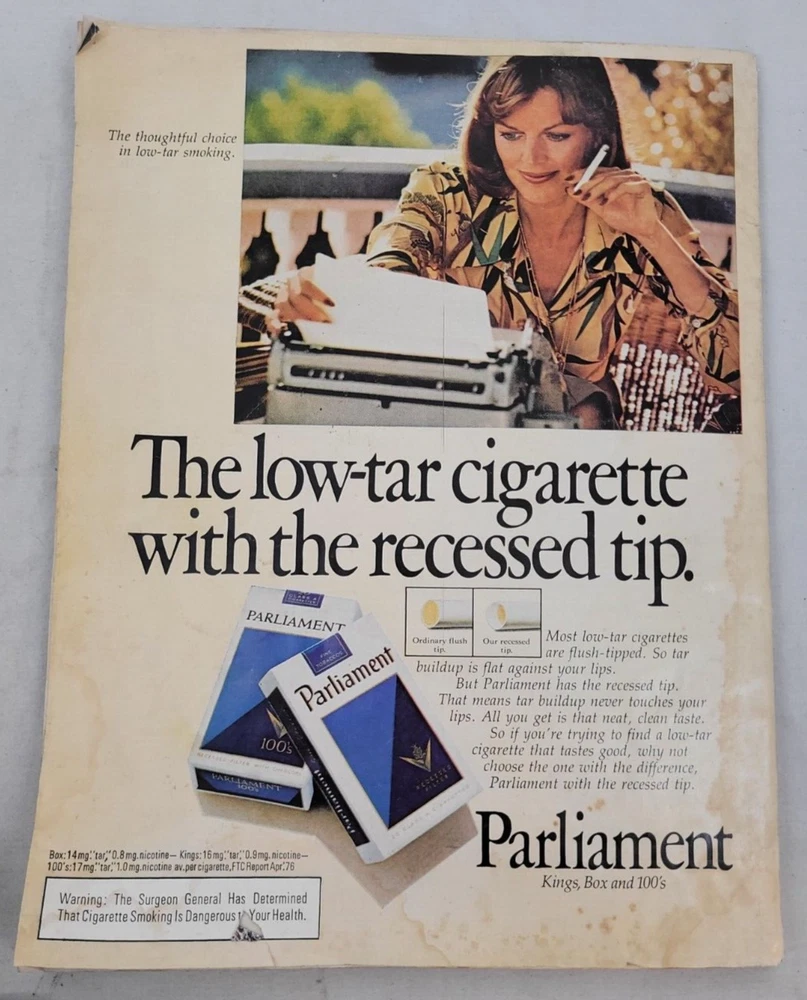 The thoughtful choice
in low-tar smoking.
The low-tar cigarette
with the recessed tip.
PARLIAMENT
100's
PARLIAMENT
100's
Parliament
Parliament
Ordinary flush
tip.
Our recessed
tip.
Most low-tar cigarettes
are flush-tipped. So tar
buildup is flat against your lips.
But Parliament has the recessed tip.
That means tar buildup never touches your
lips. All you get is that neat, clean taste.
So if you're trying to find a low-tar
cigarette that tastes good, why not
choose the one with the difference,
Parliament with the recessed tip.
Parliament
Kings, Box and 100's
Box: 14 mg."tar," 0.8 mg. nicotine— Kings: 16 mg."tar," 0.9 mg. nicotine—
100's: 17 mg."tar," 1.0 mg. nicotine av. per cigarette, FTC Report Apr.'76
Warning: The Surgeon General Has Determined
That Cigarette Smoking Is Dangerous Your Health.